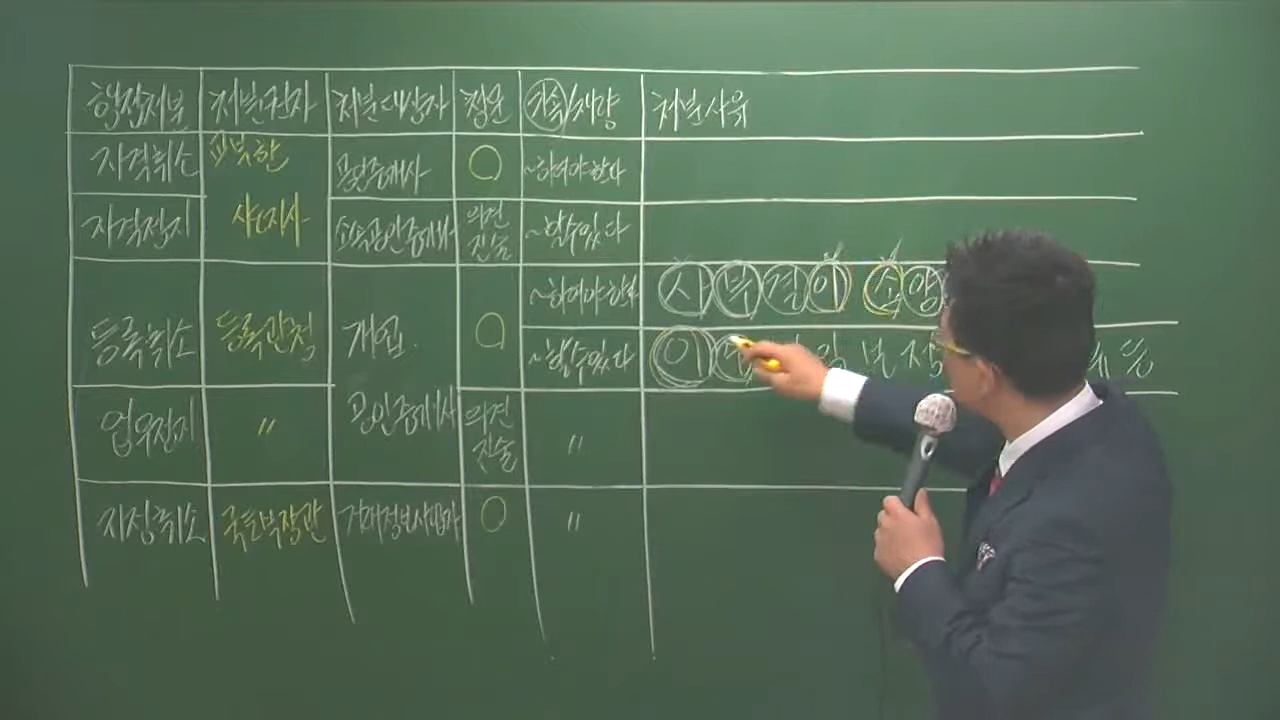 행정처분 처분권자 처분대상자 청문 기속/재량 처분사유
자격취소 교부한 공인중개사 ~하여야한다
시·도지사
자격정지 소속공인중개사 의견진술 ~할수있다
~하여야한다 사 부 결 이 소 양
등록취소 등록관청 개업 ~할수있다 이
공인중개사
업무정지 〃 의견진술 〃
지정취소 국토부장관 거래정보사업자 〃